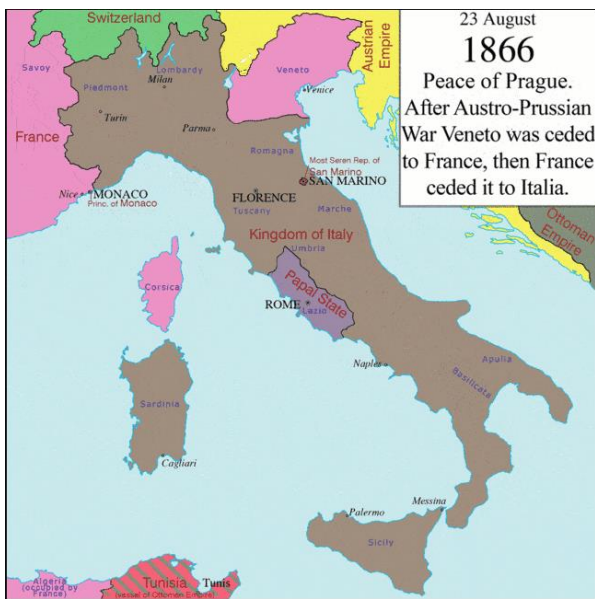 23 August
1866
Peace of Prague.
After Austro-Prussian
War Veneto was ceded
to France, then France
ceded it to Italia.
Switzerland
Austrian
Empire
Savoy
Lombardy
Veneto
Piedmont
Milan
Venice
Turin
Parma
France
Romagna
Most Seren Rep. of
San Marino
SAN MARINO
Nice
MONACO
Princ. of Monaco
FLORENCE
Tuscany
Marche
Ottoman
Empire
Kingdom of Italy
Umbria
Corsica
Papal State
ROME
Lazio
Naples
Apulia
Basilicata
Sardinia
Cagliari
Messina
Palermo
Sicily
Algeria
(occupied by
France)
Tunisia
Tunis
(vessel of Ottoman Empire)